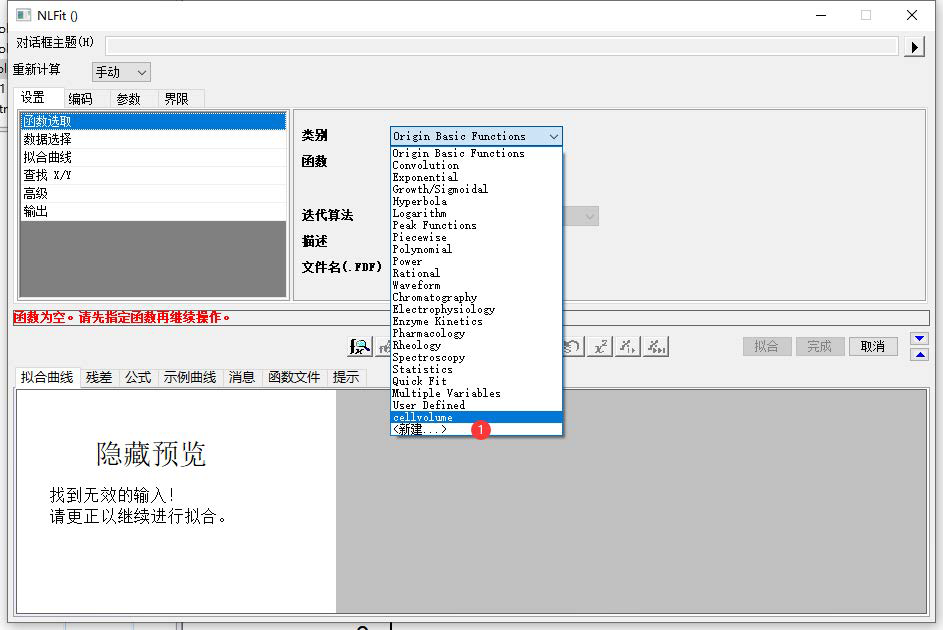 NLFit ()
对话框主题(H)
重新计算 手动
设置 编码 参数 界限
函数选取
数据选择
拟合曲线
查找 X/Y
高级
输出
类别 Origin Basic Functions
函数
迭代算法
描述
文件名(.FDF)
Origin Basic Functions
Convolution
Exponential
Growth/Sigmoidal
Hyperbola
Logarithm
Peak Functions
Piecewise
Polynomial
Power
Rational
Waveform
Chromatography
Electrophysiology
Enzyme Kinetics
Pharmacology
Rheology
Spectroscopy
Statistics
Quick Fit
Multiple Variables
User Defined
cellvolume
<新建...> 1
函数为空。请先指定函数再继续操作。
拟合 完成 取消
拟合曲线 残差 公式 示例曲线 消息 函数文件 提示
隐藏预览
找到无效的输入!
请更正以继续进行拟合。